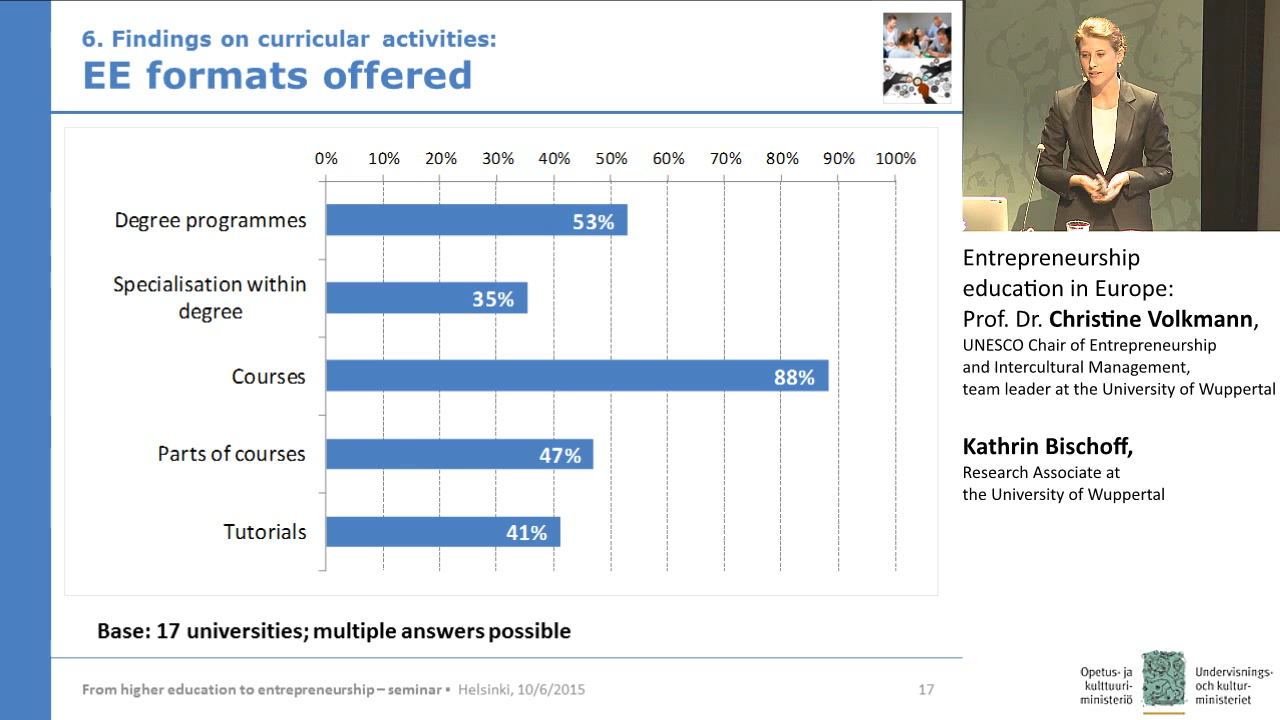 6. Findings on curricular activities:
EE formats offered
0% 10% 20% 30% 40% 50% 60% 70% 80% 90% 100%
Degree programmes 53%
Specialisation within
degree 35%
Courses 88%
Parts of courses 47%
Tutorials 41%
Base: 17 universities; multiple answers possible
From higher education to entrepreneurship – seminar ▪ Helsinki, 10/6/2015 17
Entrepreneurship
education in Europe:
Prof. Dr. Christine Volkmann,
UNESCO Chair of Entrepreneurship
and Intercultural Management,
team leader at the University of Wuppertal
Kathrin Bischoff,
Research Associate at
the University of Wuppertal
Opetus- ja
kulttuuri-
ministeriö
Undervisnings-
och kultur-
ministeriet